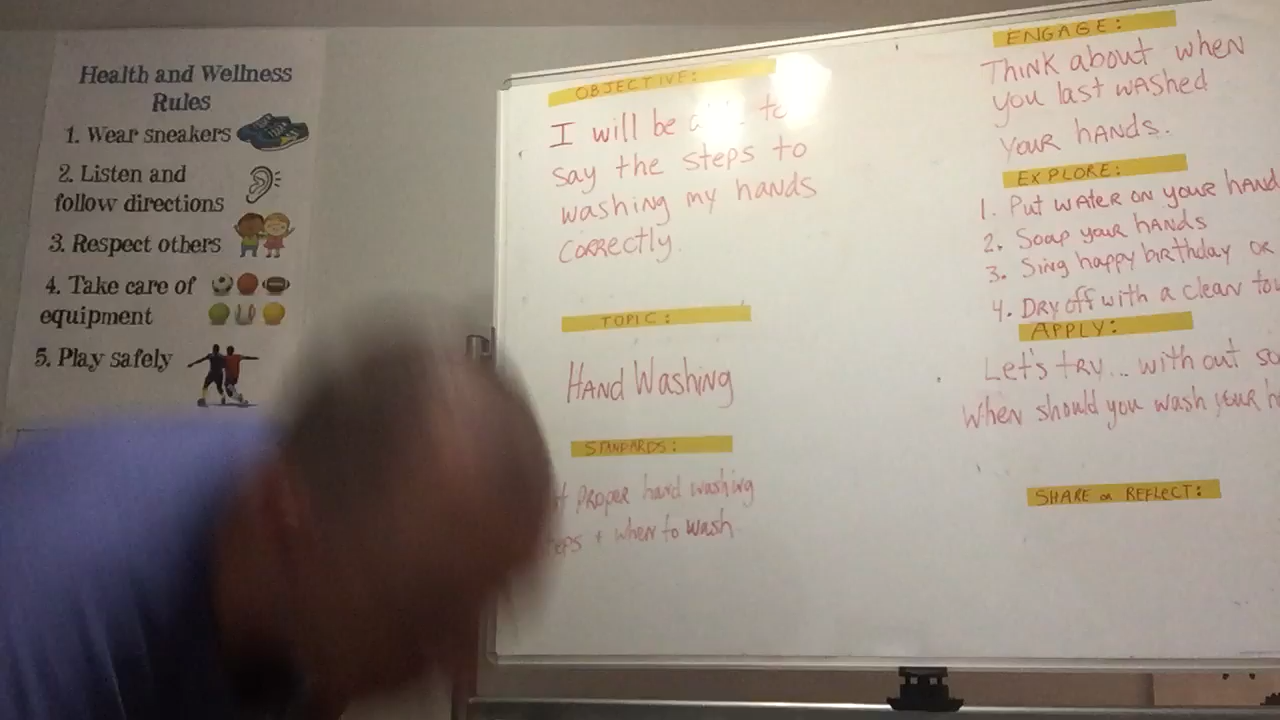 Health and Wellness
Rules
1. Wear sneakers
2. Listen and
follow directions
3. Respect others
4. Take care of
equipment
5. Play safely
OBJECTIVE:
I will be to
say the steps to
washing my hands
correctly.
TOPIC:
Hand Washing
STANDARDS:
Proper hand washing
+ when to wash.
ENGAGE:
Think about when
you last washed
your hands.
EXPLORE:
1. Put water on your hand
2. Soap your hands
3. Sing happy birthday or
4. Dry off with a clean
APPLY:
Let's try... with out
When should you wash your
SHARE or REFLECT: